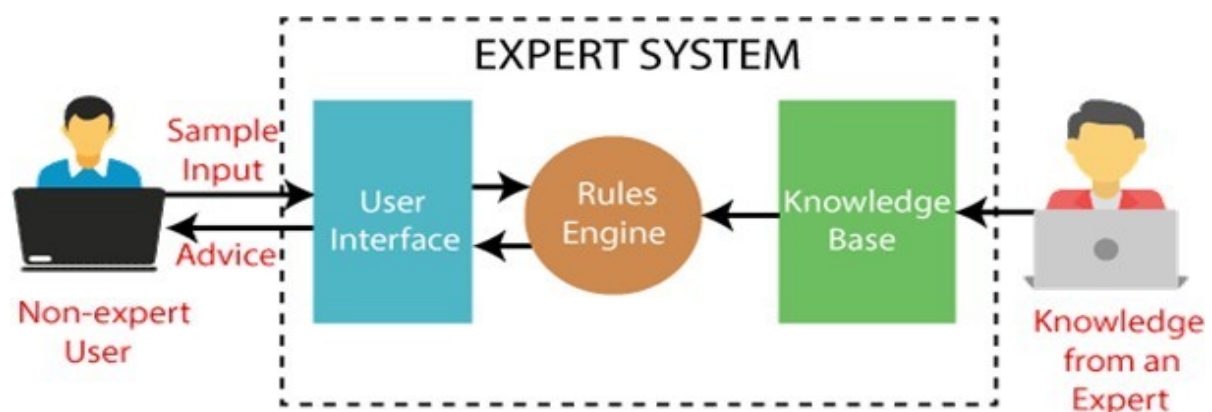 EXPERT SYSTEM
Sample
Input
Advice
Non-expert
User
User
Interface
Rules
Engine
Knowledge
Base
Knowledge
from an
Expert